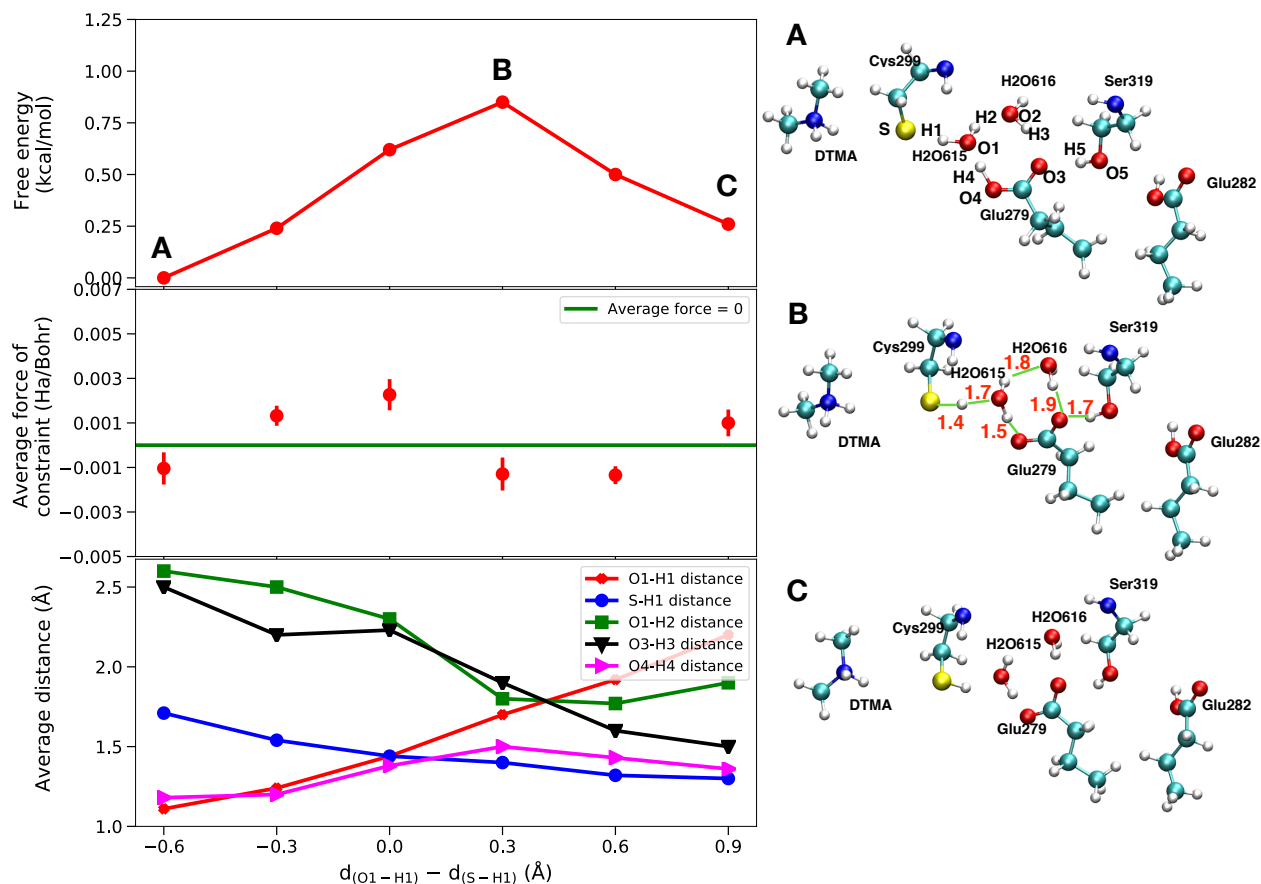 Free energy
(kcal/mol)
1.25
1.00
0.75
0.50
0.25
0.00
A
B
C
Average force of
constraint (Ha/Bohr)
0.007
0.005
0.003
0.001
−0.001
−0.003
−0.005
Average force = 0
Average distance (Å)
2.5
2.0
1.5
1.0
O1-H1 distance
S-H1 distance
O1-H2 distance
O3-H3 distance
O4-H4 distance
−0.6 −0.3 0.0 0.3 0.6 0.9
d(O1 − H1) − d(S − H1) (Å)
A
Cys299
H2O616
Ser319
S
H1
H2
O2
H3
DTMA
H2O615
O1
H5
H4
O3
O5
O4
Glu279
Glu282
B
Ser319
Cys299
H2O616
H2O615
1.8
1.7
1.9
1.7
1.4
1.5
DTMA
Glu279
Glu282
C
Ser319
Cys299
H2O616
H2O615
DTMA
Glu279
Glu282